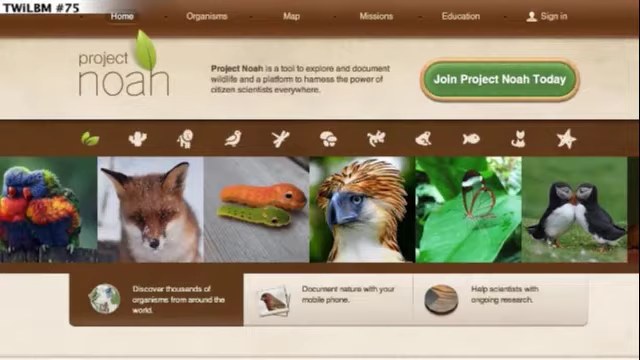 TWiLBM #75
Home Organisms Map Missions Education Sign in
project
noah
Project Noah is a tool to explore and document
wildlife and a platform to harness the power of
citizen scientists everywhere.
Join Project Noah Today
Discover thousands of
organisms from around the
world.
Document nature with your
mobile phone.
Help scientists with
ongoing research.